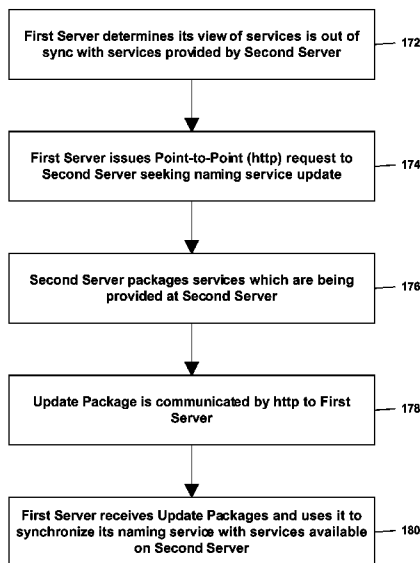 First Server determines its view of services is out of
sync with services provided by Second Server
172
First Server issues Point-to-Point (http) request to
Second Server seeking naming service update
174
Second Server packages services which are being
provided at Second Server
176
Update Package is communicated by http to First
Server
178
First Server receives Update Packages and uses it to
synchronize its naming service with services available
on Second Server
180